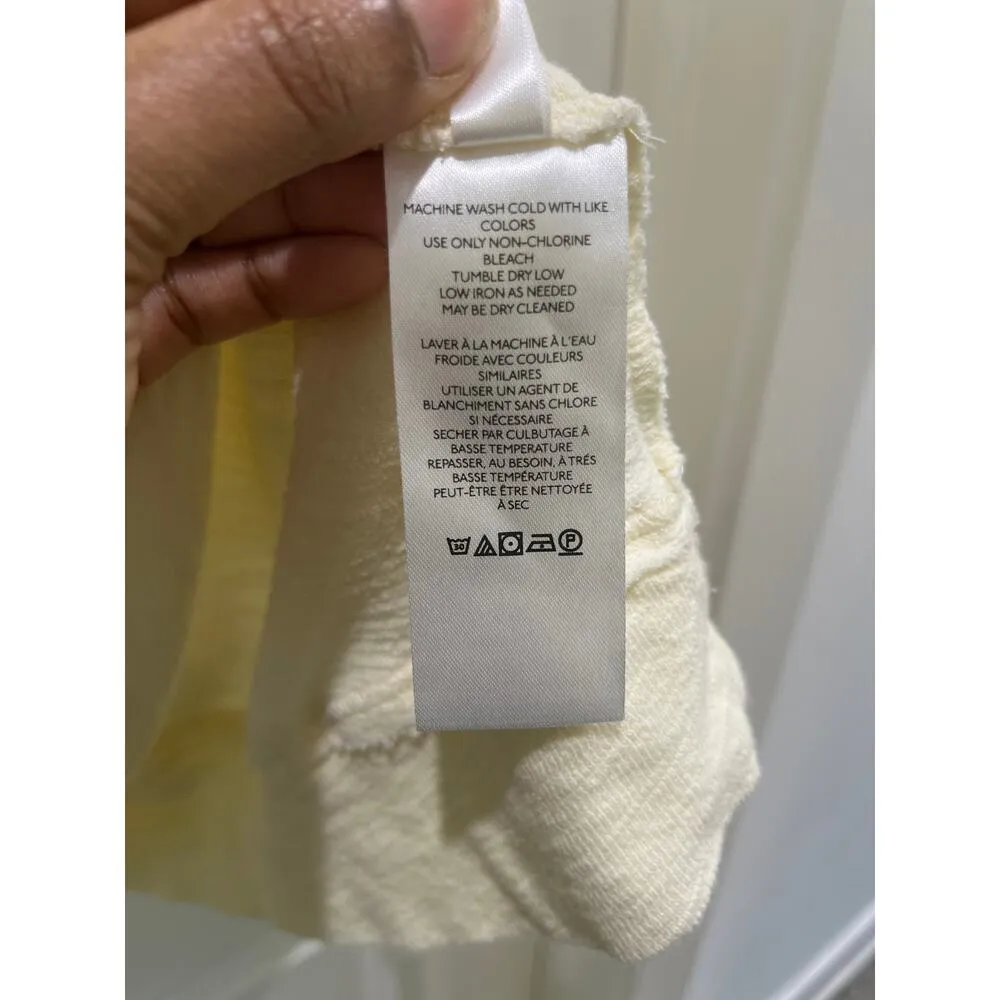 MACHINE WASH COLD WITH LIKE
COLORS
USE ONLY NON-CHLORINE
BLEACH
TUMBLE DRY LOW
LOW IRON AS NEEDED
MAY BE DRY CLEANED
LAVER À LA MACHINE À L'EAU
FROIDE AVEC COULEURS
SIMILAIRES
UTILISER UN AGENT DE
BLANCHIMENT SANS CHLORE
SI NÉCESSAIRE
SECHER PAR CULBUTAGE À
BASSE TEMPERATURE
REPASSER, AU BESOIN, À TRÉS
BASSE TEMPÉRATURE
PEUT-ÊTRE ÊTRE NETTOYÉE
À SEC
30 P